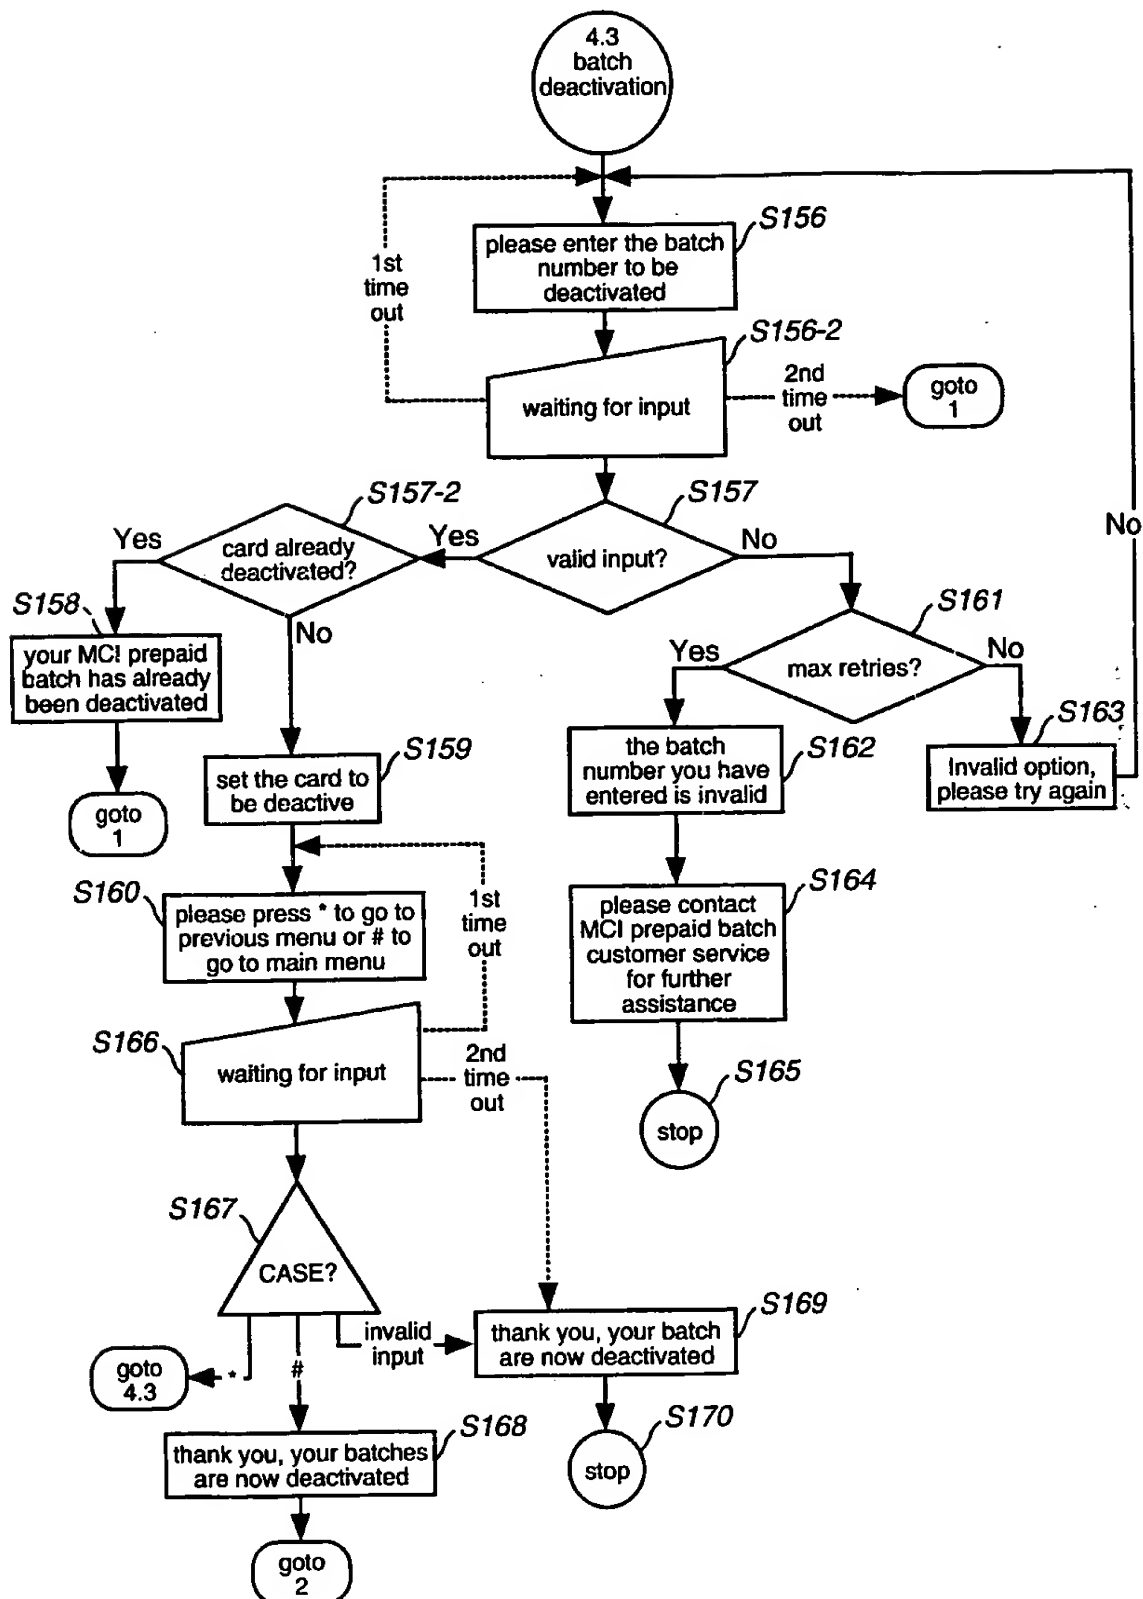 4.3
batch
deactivation
S156
please enter the batch
number to be
deactivated
1st
time
out
S156-2
waiting for input
2nd
time
out
goto
1
S157-2
S157
card already
deactivated?
Yes
Yes
valid input?
No
No
S158
your MCI prepaid
batch has already
been deactivated
No
S161
max retries?
Yes
No
S163
Invalid option,
please try again
S159
set the card to
be deactive
S162
the batch
number you have
entered is invalid
goto
1
S160
please press * to go to
previous menu or # to
go to main menu
1st
time
out
S164
please contact
MCI prepaid batch
customer service
for further
assistance
S166
waiting for input
2nd
time
out
S165
stop
S167
CASE?
invalid
input
S169
thank you, your batch
are now deactivated
goto
4.3
*
#
S168
thank you, your batches
are now deactivated
S170
stop
goto
2